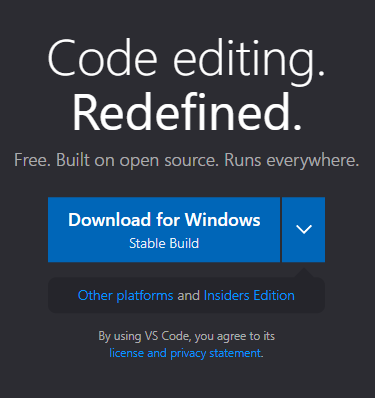 Code editing.
Redefined.
Free. Built on open source. Runs everywhere.
Download for Windows
Stable Build
Other platforms and Insiders Edition
By using VS Code, you agree to its
license and privacy statement.